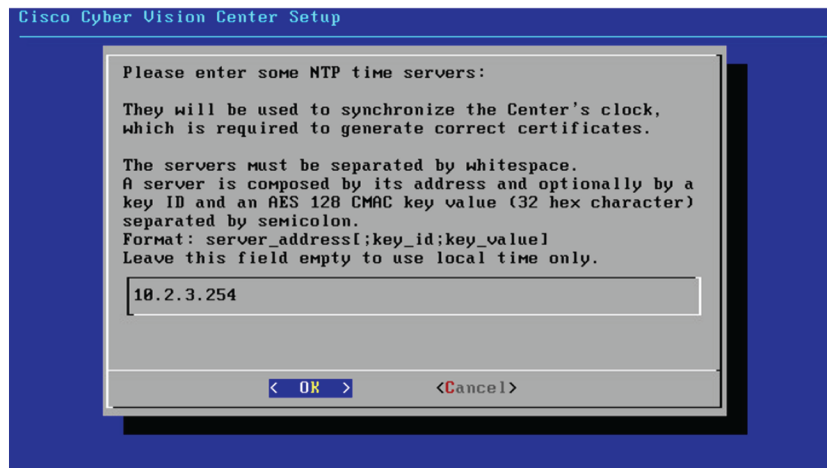 Cisco Cyber Vision Center Setup
Please enter some NTP time servers:
They will be used to synchronize the Center's clock,
which is required to generate correct certificates.
The servers must be separated by whitespace.
A server is composed by its address and optionally by a
key ID and an AES 128 CMAC key value (32 hex character)
separated by semicolon.
Format: server_address[;key_id;key_value]
Leave this field empty to use local time only.
10.2.3.254
< OK > <Cancel>